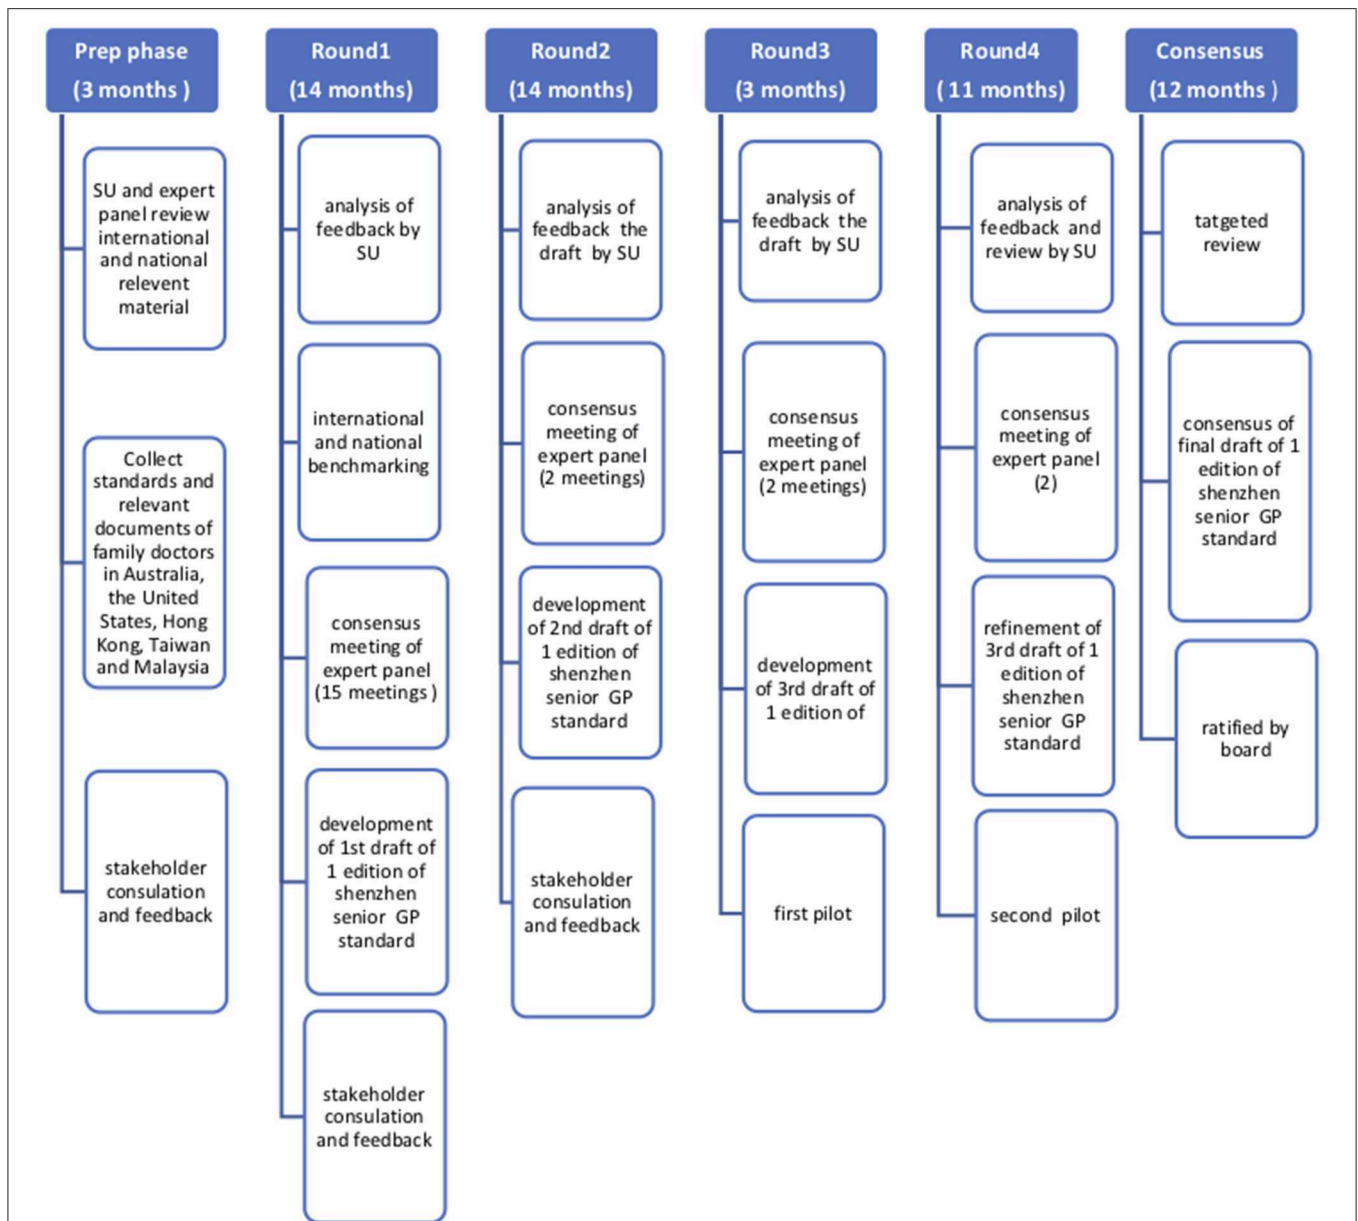 Prep phase
(3 months )
SU and expert
panel review
international
and national
relevent
material
Collect
standards and
relevant
documents of
family doctors
in Australia,
the United
States, Hong
Kong, Taiwan
and Malaysia
stakeholder
consulation
and feedback
Round1
(14 months)
analysis of
feedback by
SU
international
and national
benchmarking
consensus
meeting of
expert panel
(15 meetings )
development
of 1st draft of
1 edition of
shenzhen
senior GP
standard
stakeholder
consulation
and feedback
Round2
(14 months)
analysis of
feedback the
draft by SU
consensus
meeting of
expert panel
(2 meetings)
development
of 2nd draft of
1 edition of
shenzhen
senior GP
standard
stakeholder
consulation
and feedback
Round3
(3 months)
analysis of
feedback the
draft by SU
consensus
meeting of
expert panel
(2 meetings)
development
of 3rd draft of
1 edition of
first pilot
Round4
( 11 months)
analysis of
feedback and
review by SU
consensus
meeting of
expert panel
(2)
refinement of
3rd draft of 1
edition of
shenzhen
senior GP
standard
second pilot
Consensus
(12 months )
tatgeted
review
consensus of
final draft of 1
edition of
shenzhen
senior GP
standard
ratified by
board